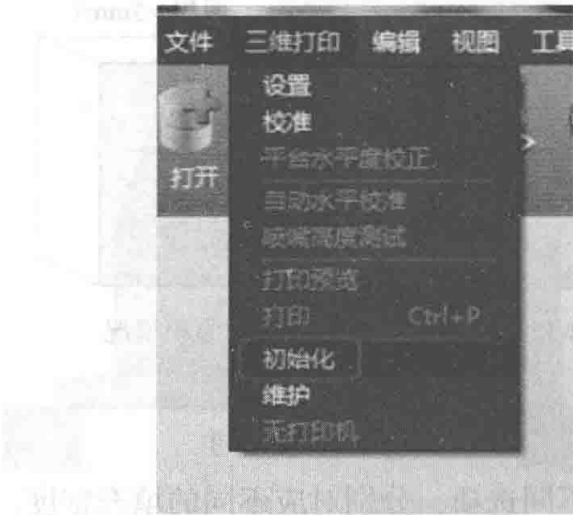 文件 三维打印 编辑 视图 工具
打开
设置
校准
平台水平度校正
自动水平校准
喷嘴高度测试
打印预览
打印 Ctrl+P
初始化
维护
无打印机